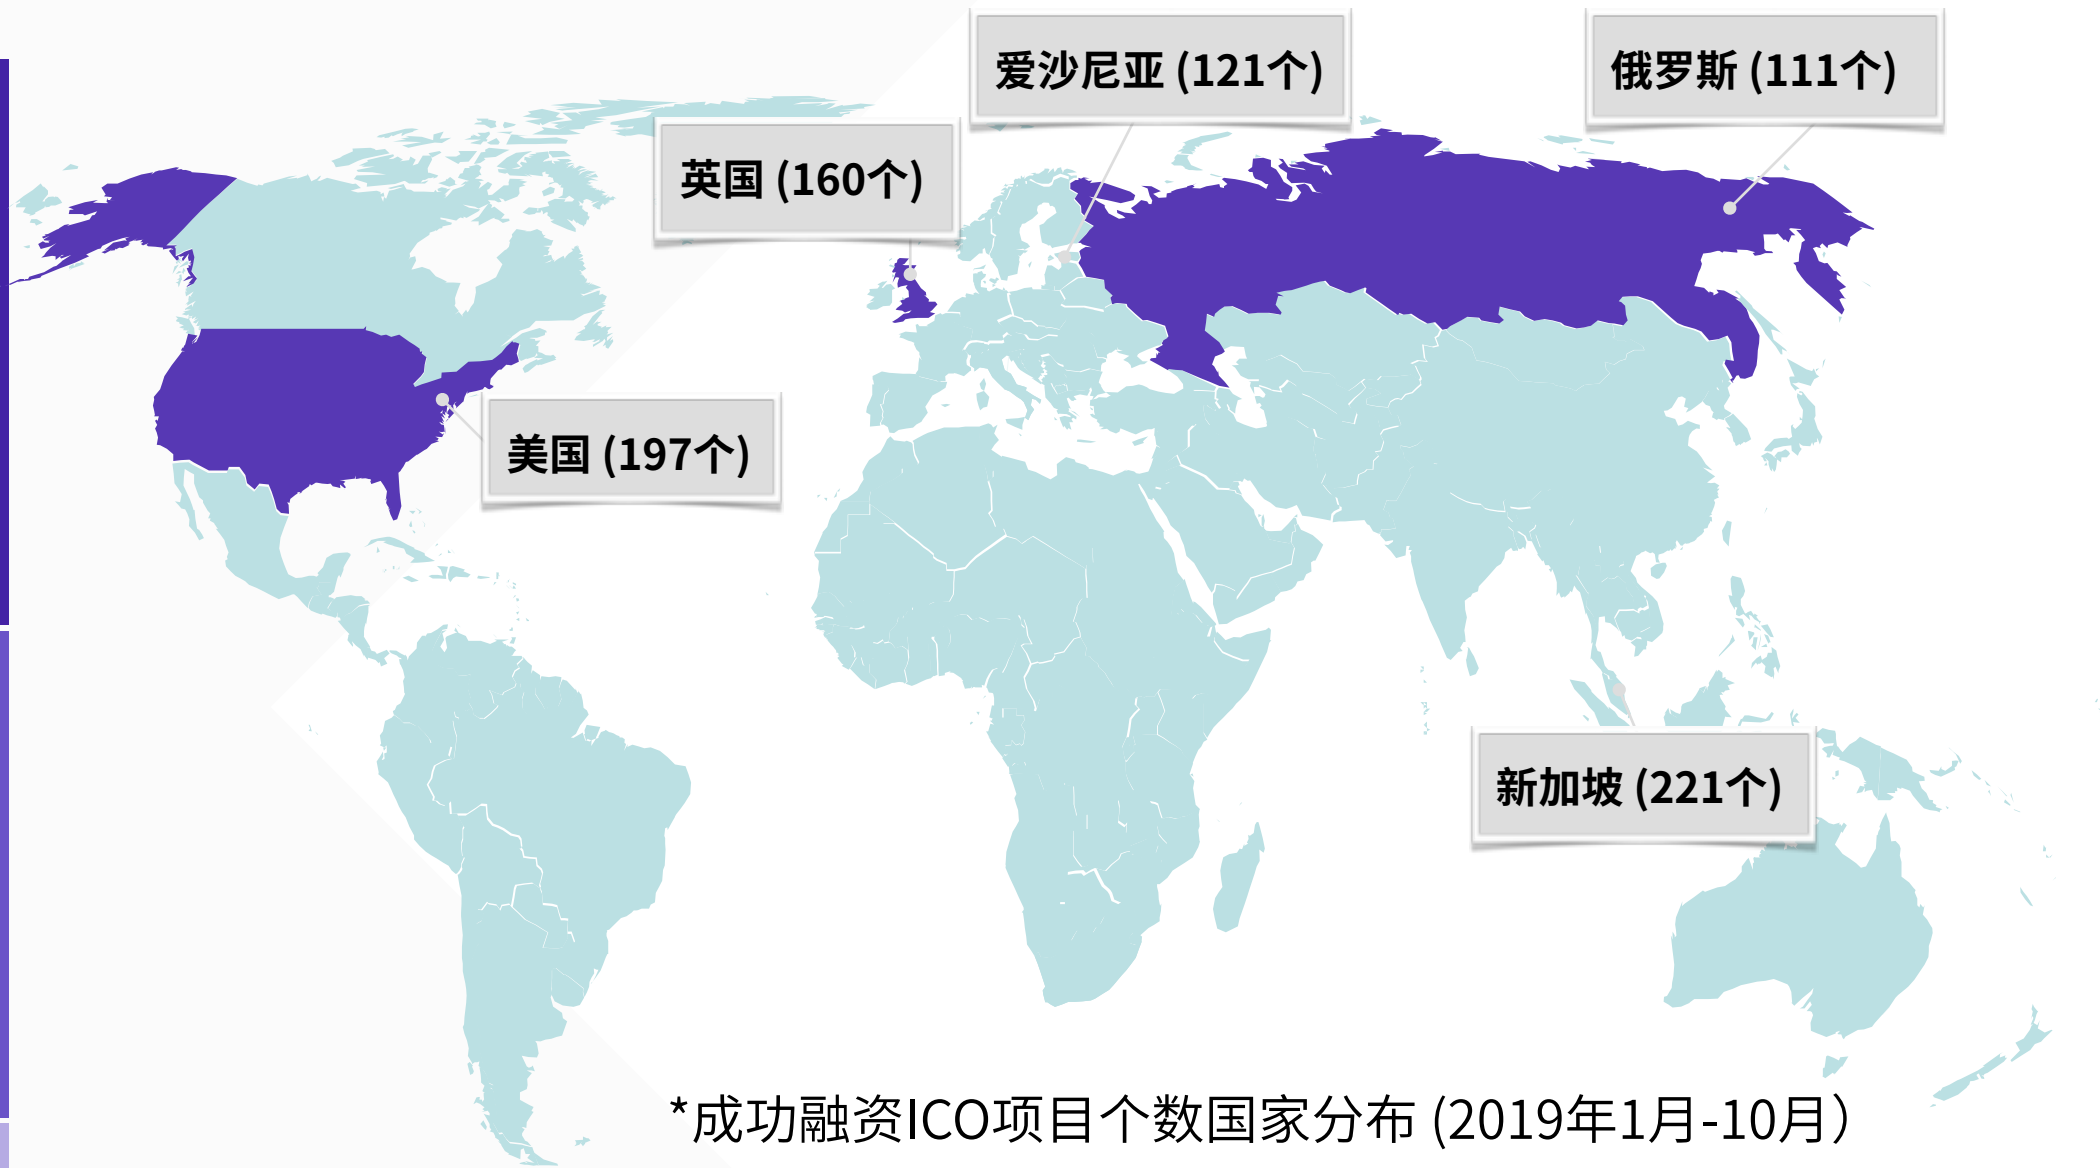 爱沙尼亚 (121个)
俄罗斯 (111个)
英国 (160个)
美国 (197个)
新加坡 (221个)
*成功融资ICO项目个数国家分布 (2019年1月-10月）